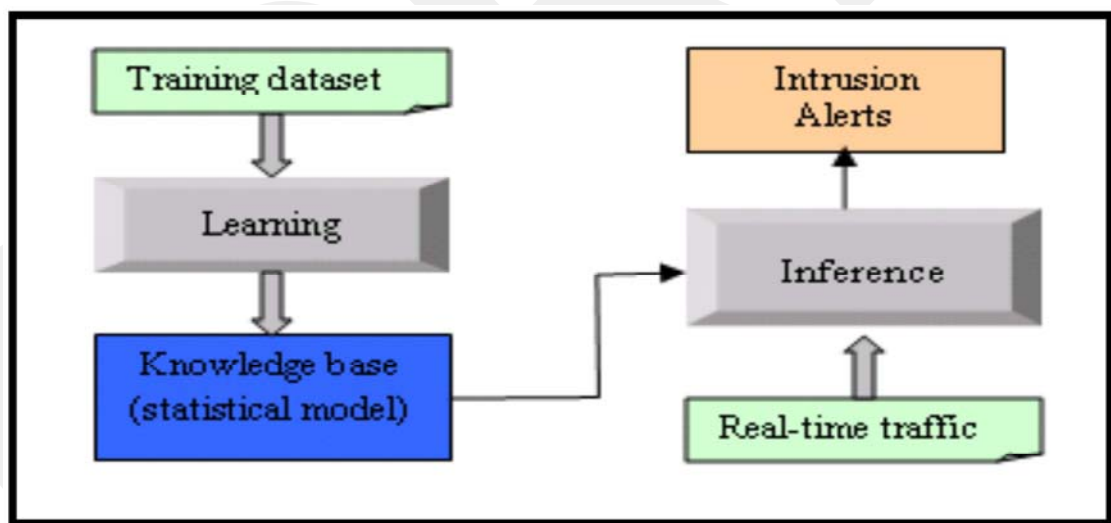 Training dataset
Learning
Knowledge base
(statistical model)
Intrusion
Alerts
Inference
Real-time traffic